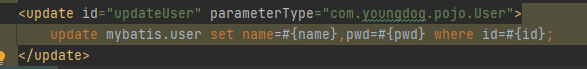 <update id="updateUser" parameterType="com.youngdog.pojo.User">
update mybatis.user set name=#{name},pwd=#{pwd} where id=#{id};
</update>